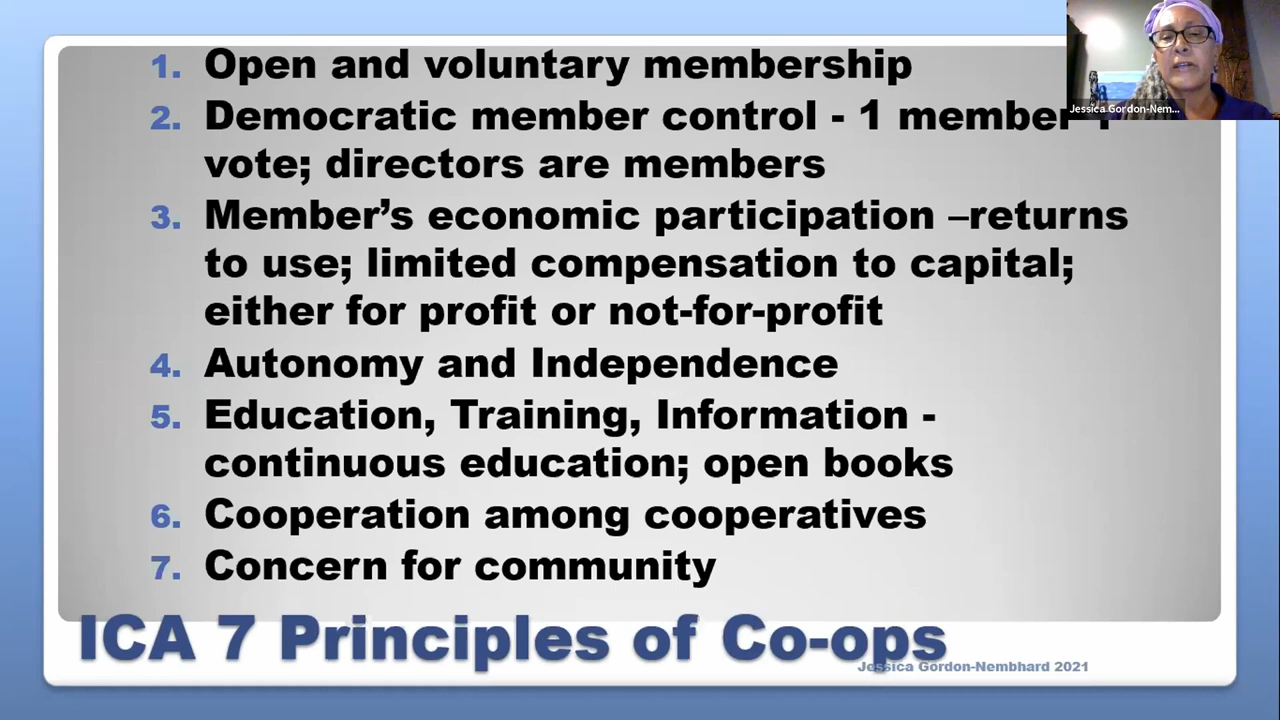 1. Open and voluntary membership
2. Democratic member control - 1 member
vote; directors are members
3. Member’s economic participation –returns
to use; limited compensation to capital;
either for profit or not-for-profit
4. Autonomy and Independence
5. Education, Training, Information -
continuous education; open books
6. Cooperation among cooperatives
7. Concern for community
ICA 7 Principles of Co-ops
Jessica Gordon-Nembhard 2021
Jessica Gordon-Nem...